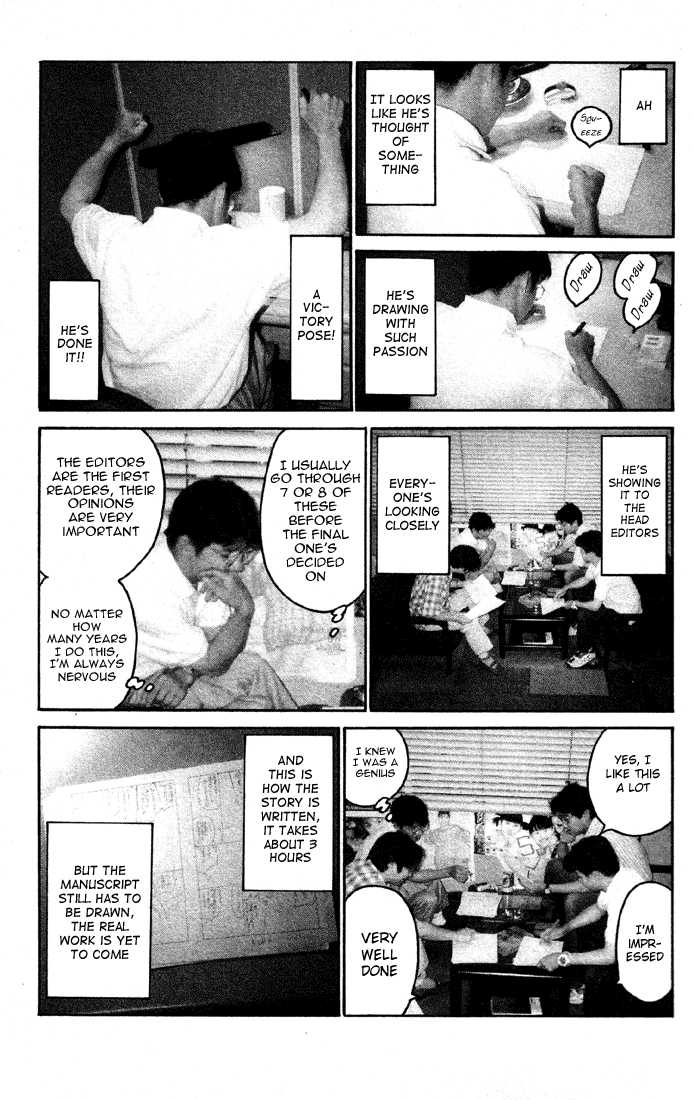 AH
Squ-
eeze
IT LOOKS
LIKE HE'S
THOUGHT
OF
SOME-
THING
Draw
Draw
Draw
HE'S
DRAWING
WITH
SUCH
PASSION
A
VIC-
TORY
POSE!
HE'S
DONE
IT!!
HE'S
SHOWING
IT TO
THE
HEAD
EDITORS
EVERY-
ONE'S
LOOKING
CLOSELY
I USUALLY
GO THROUGH
7 OR 8 OF
THESE
BEFORE
THE FINAL
ONE'S
DECIDED
ON
THE EDITORS
ARE THE FIRST
READERS, THEIR
OPINIONS
ARE VERY
IMPORTANT
NO MATTER
HOW
MANY YEARS
I DO THIS,
I'M ALWAYS
NERVOUS
YES, I
LIKE THIS
A LOT
I KNEW
I WAS A
GENIUS
I'M
IMPR-
ESSED
VERY
WELL
DONE
AND
THIS IS
HOW THE
STORY IS
WRITTEN,
IT TAKES
ABOUT 3
HOURS
BUT THE
MANUSCRIPT
STILL HAS TO
BE DRAWN,
THE REAL
WORK IS YET
TO COME